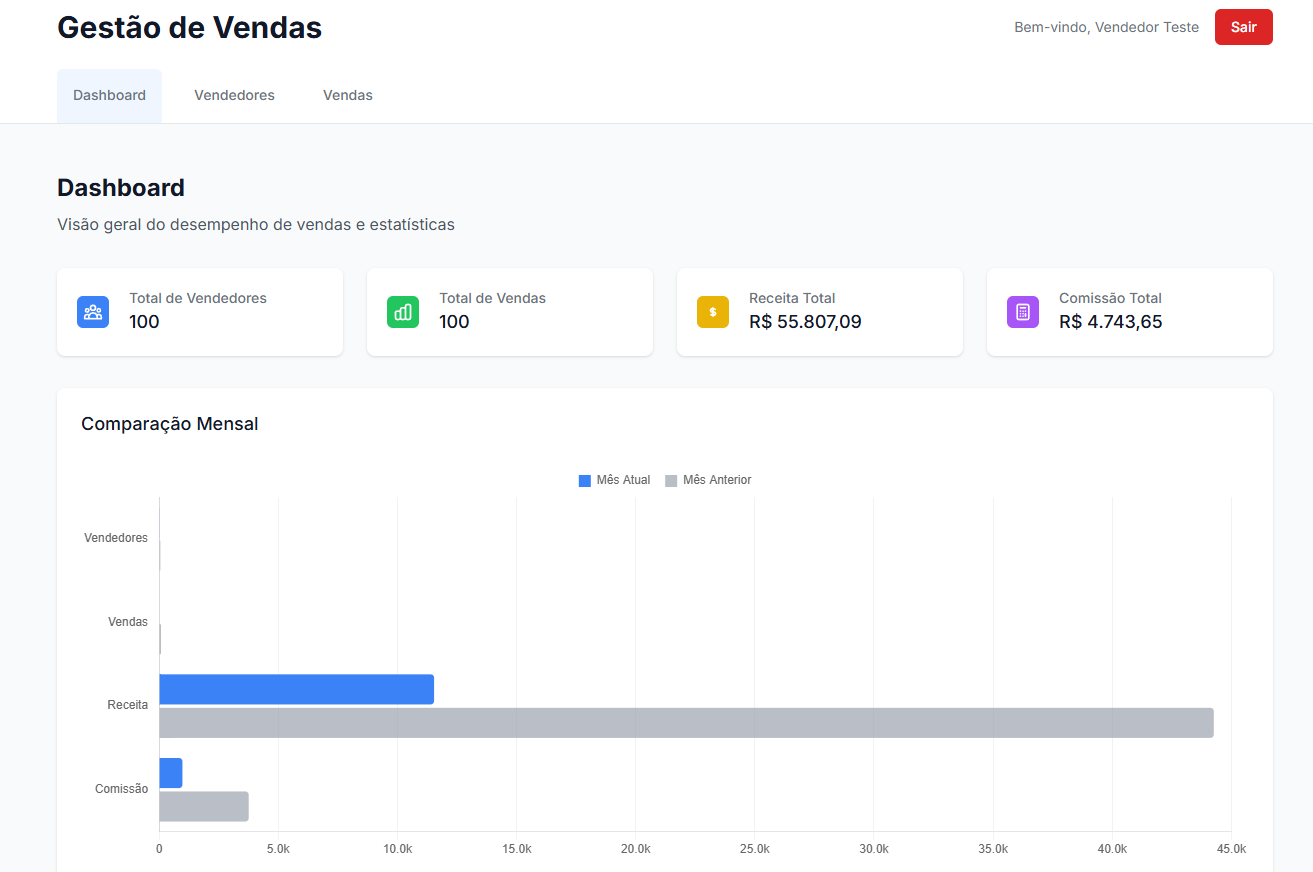 Gestão de Vendas
Bem-vindo, Vendedor Teste
Sair
Dashboard
Vendedores
Vendas
Dashboard
Visão geral do desempenho de vendas e estatísticas
Total de Vendedores
100
Total de Vendas
100
$
Receita Total
R$ 55.807,09
Comissão Total
R$ 4.743,65
Comparação Mensal
Mês Atual
Mês Anterior
Vendedores
Vendas
Receita
Comissão
0
5.0k
10.0k
15.0k
20.0k
25.0k
30.0k
35.0k
40.0k
45.0k